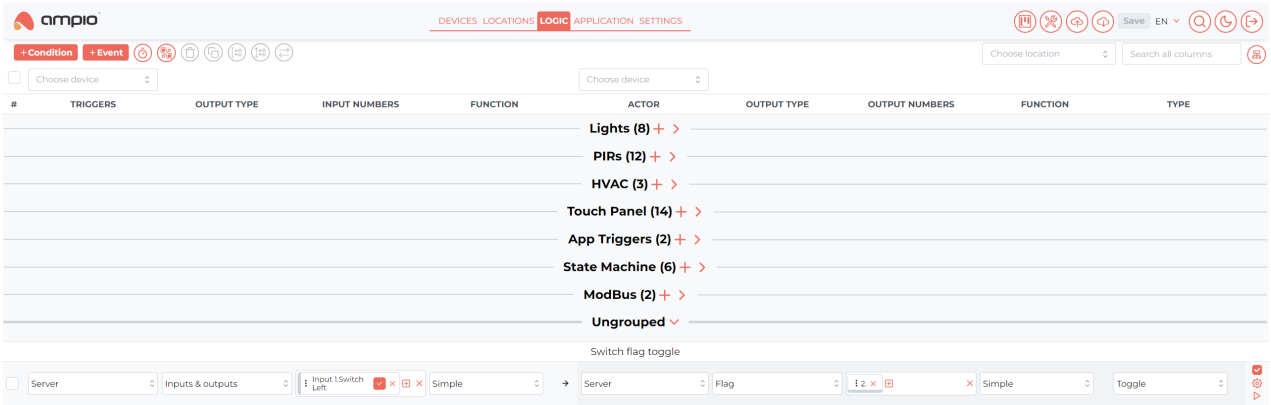 ampio
DEVICES LOCATIONS LOGIC APPLICATION SETTINGS
Save EN
+Condition +Event
Choose location
Search all columns
Choose device
Choose device
# TRIGGERS OUTPUT TYPE INPUT NUMBERS FUNCTION ACTOR OUTPUT TYPE OUTPUT NUMBERS FUNCTION TYPE
Lights (8)
PIRs (12)
HVAC (3)
Touch Panel (14)
App Triggers (2)
State Machine (6)
ModBus (2)
Ungrouped
Switch flag toggle
Server Inputs & outputs Input 1.Switch Left Simple Server Flag 2. Simple Toggle